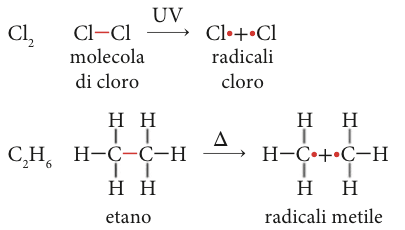 UV
Cl₂ Cl–Cl → Cl•+•Cl
molecola radicali
di cloro cloro
H H H H
C₂H₆ H–C–C–H Δ → H–C•+•C–H
H H H H
etano radicali metile